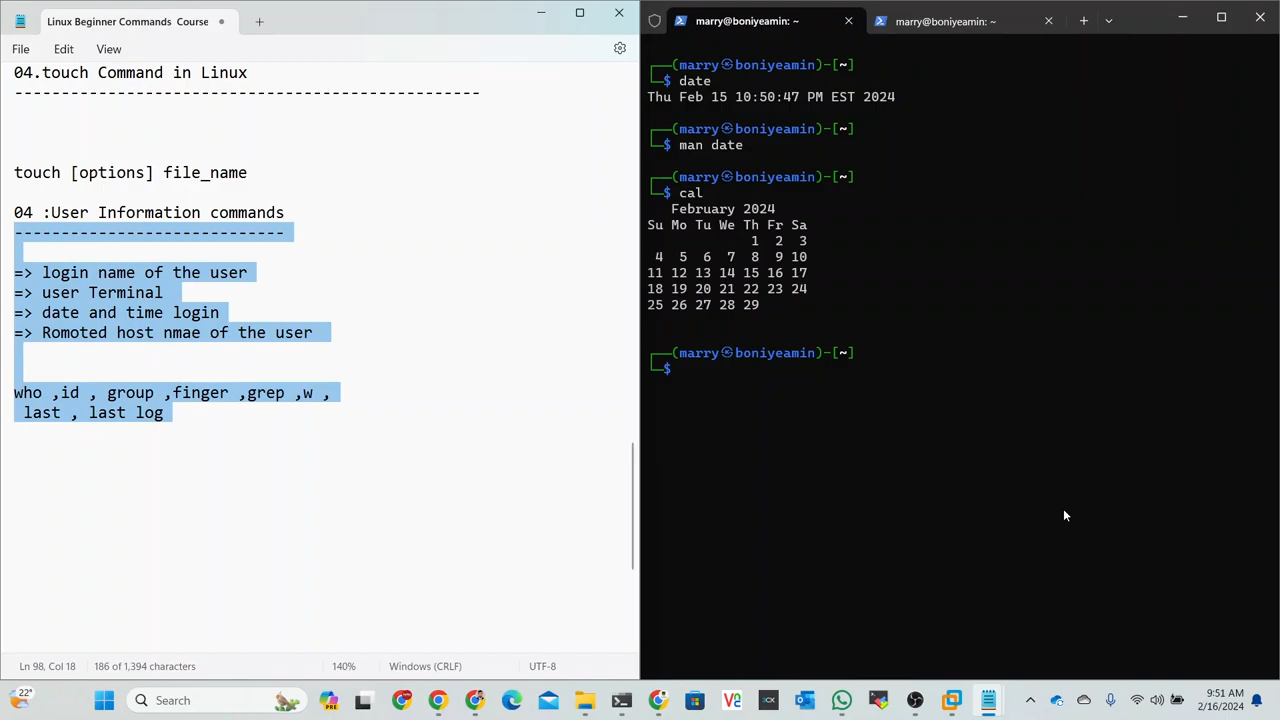 Linux Beginner Commands Course
File Edit View
04.touch Command in Linux
--------------------------------------------------
touch [options] file_name
04 :User Information commands
-----------------------------
=> login name of the user
=> user Terminal
=> date and time login
=> Romoted host nmae of the user
who ,id , group ,finger ,grep ,w ,
last , last log
Ln 98, Col 18 186 of 1,394 characters 140% Windows (CRLF) UTF-8
marry@boniyeamin: ~ marry@boniyeamin: ~
┌──(marry㉿boniyeamin)-[~]
└─$ date
Thu Feb 15 10:50:47 PM EST 2024
┌──(marry㉿boniyeamin)-[~]
└─$ man date
┌──(marry㉿boniyeamin)-[~]
└─$ cal
February 2024
Su Mo Tu We Th Fr Sa
1 2 3
4 5 6 7 8 9 10
11 12 13 14 15 16 17
18 19 20 21 22 23 24
25 26 27 28 29
┌──(marry㉿boniyeamin)-[~]
└─$
22° Search 9:51 AM
2/16/2024